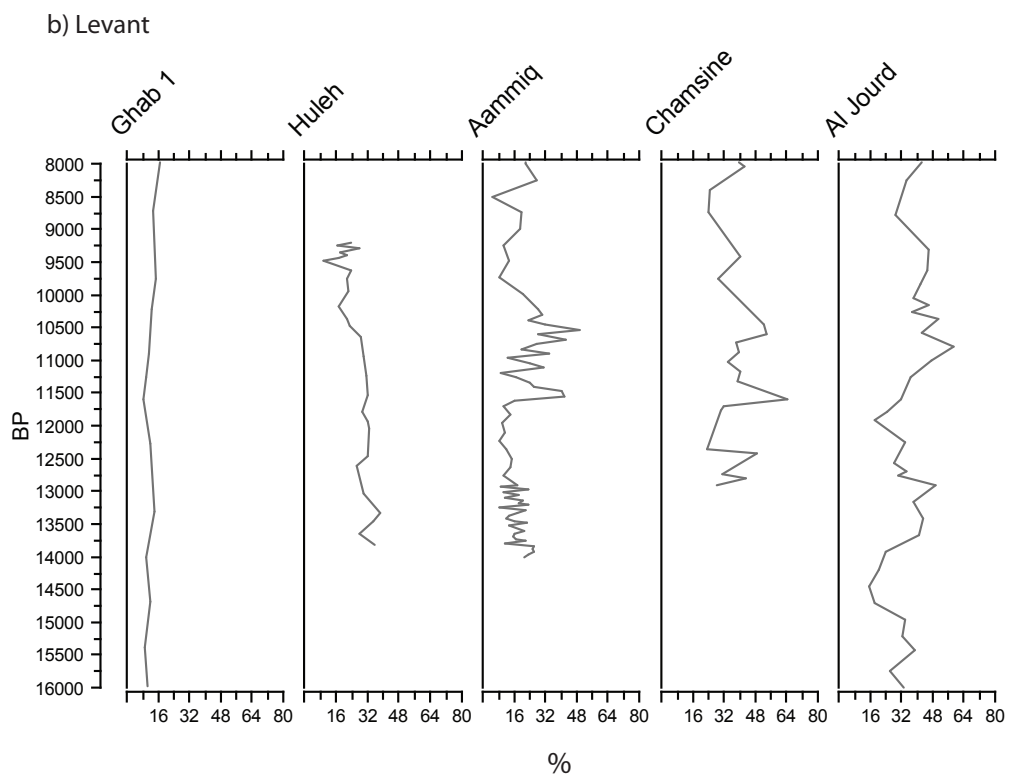 b) Levant
Ghab 1
Huleh
Aammiq
Chamsine
Al Jourd
8000
8500
9000
9500
10000
10500
11000
11500
12000
12500
13000
13500
14000
14500
15000
15500
16000
BP
16 32 48 64 80
16 32 48 64 80
16 32 48 64 80
16 32 48 64 80
16 32 48 64 80
%